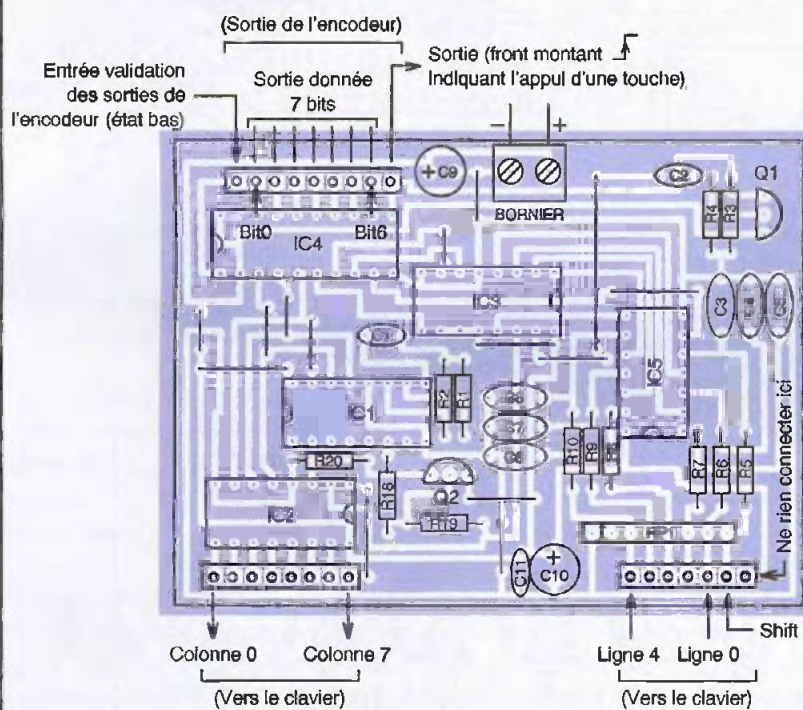 (Sortie de l'encodeur)
Entrée validation
des sorties de
l'encodeur (état bas)
Sortie donnée
7 bits
Sortie (front montant
Indiquant l'appui d'une touche)
- +
C9
BORNIER
C2
Q1
R4
R3
Bit0
IC4
Bit6
IC3
C3
IC5
IC1
R2
R1
R20
R18
Q2
R19
IC2
R10
R9
R7
R6
R5
RP1
C11
C10
Ne rien connecter ici
Shift
Colonne 0
Colonne 7
Ligne 4
Ligne 0
(Vers le clavier)
(Vers le clavier)